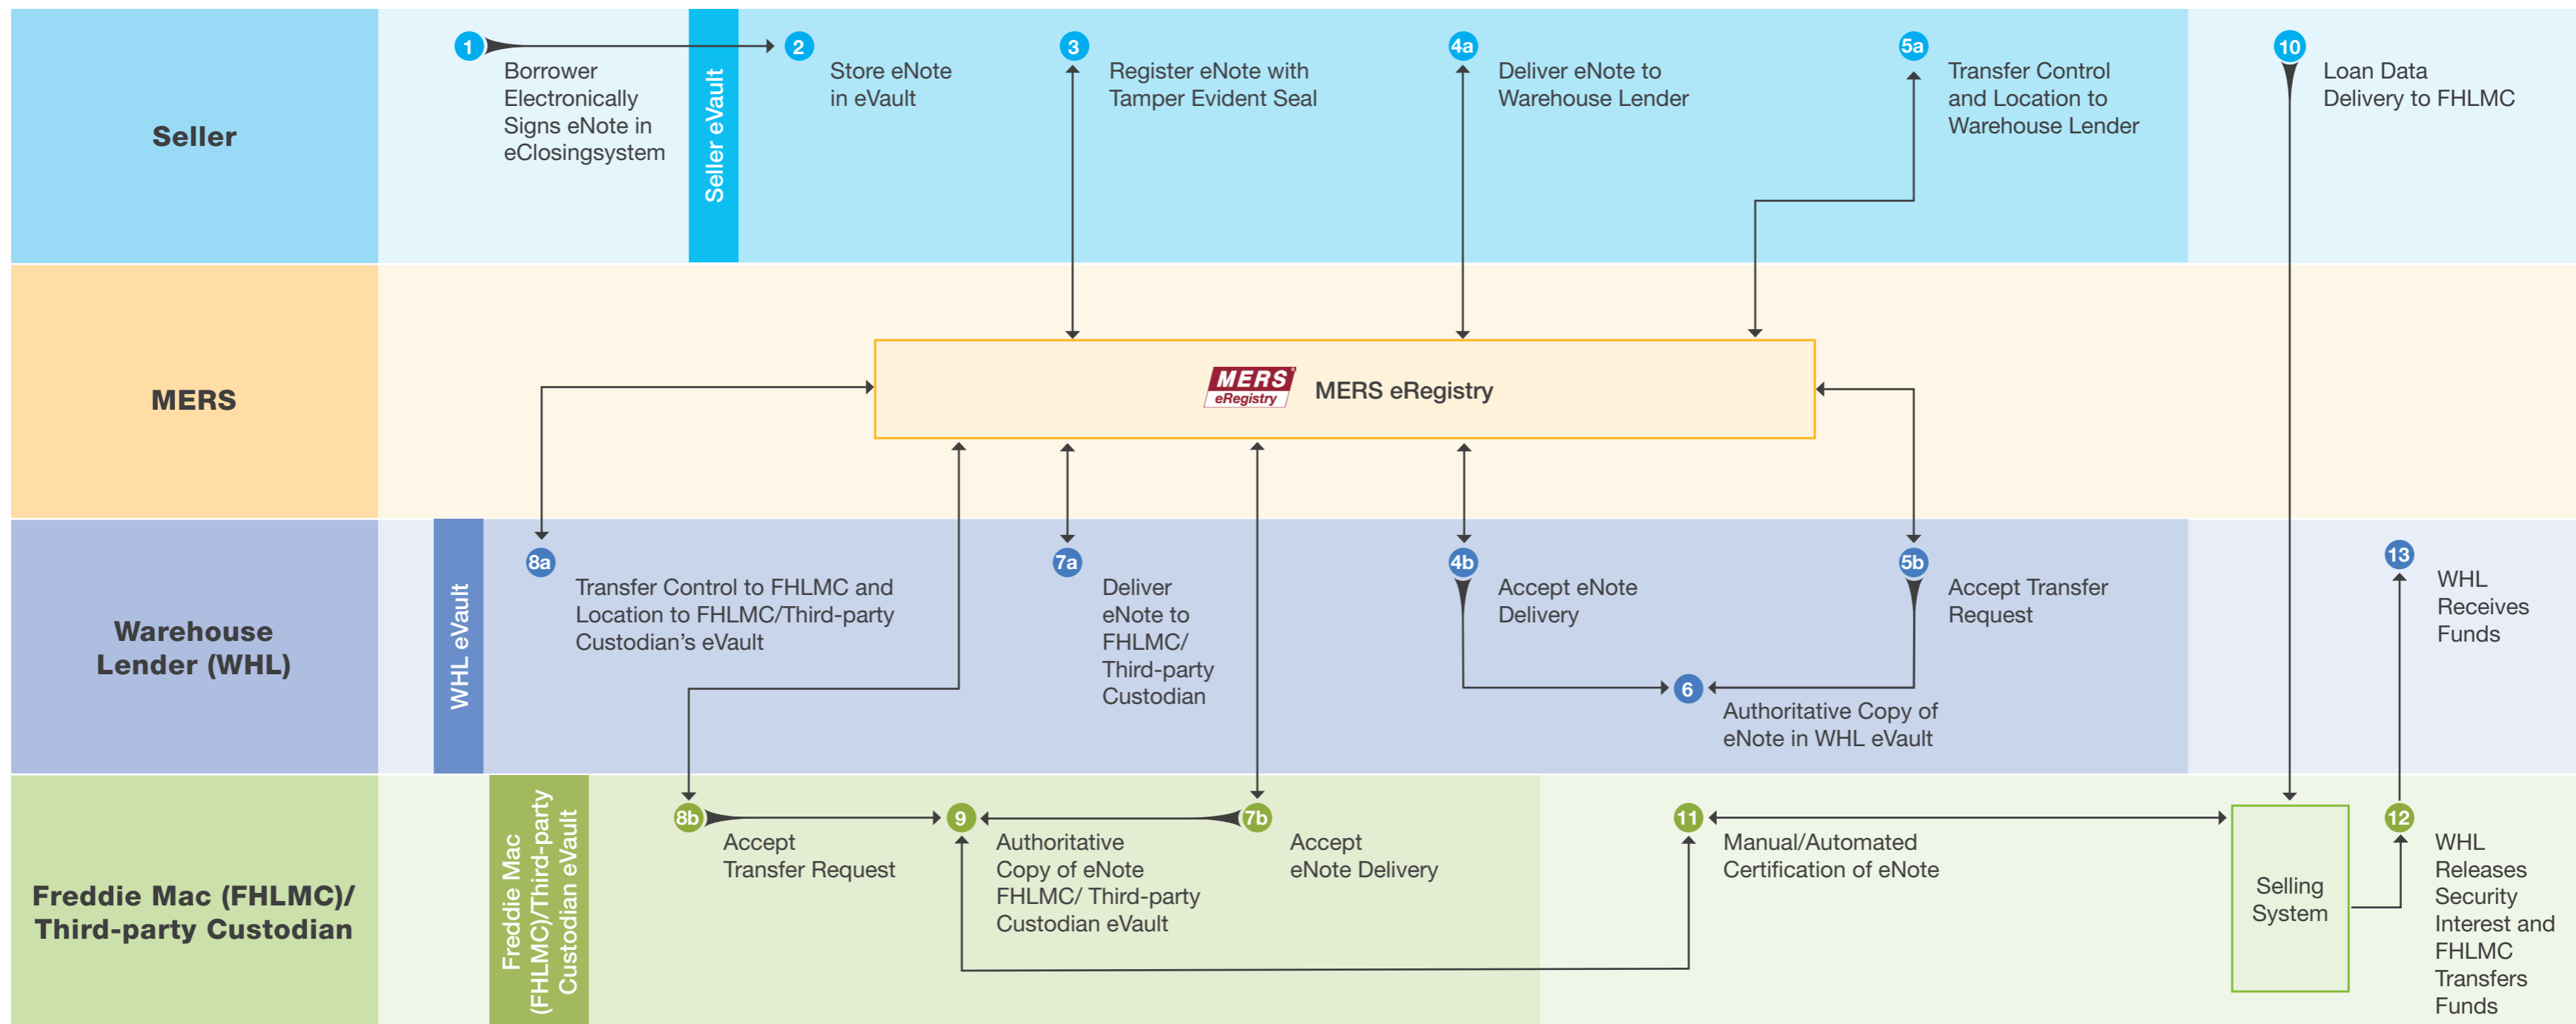 Seller
1
Borrower
Electronically
Signs eNote in
eClosingsystem
Seller eVault
2
Store eNote
in eVault
3
Register eNote with
Tamper Evident Seal
4a
Deliver eNote to
Warehouse Lender
5a
Transfer Control
and Location to
Warehouse Lender
10
Loan Data
Delivery to FHLMC
MERS
MERS
eRegistry
MERS eRegistry
Warehouse
Lender (WHL)
WHL eVault
8a
Transfer Control to FHLMC and
Location to FHLMC/Third-party
Custodian’s eVault
7a
Deliver
eNote to
FHLMC/
Third-party
Custodian
4b
Accept eNote
Delivery
5b
Accept Transfer
Request
6
Authoritative Copy of
eNote in WHL eVault
13
WHL
Receives
Funds
Freddie Mac (FHLMC)/
Third-party Custodian
Freddie Mac
(FHLMC)/Third-party
Custodian eVault
8b
Accept
Transfer Request
9
Authoritative
Copy of eNote
FHLMC/ Third-party
Custodian eVault
7b
Accept
eNote Delivery
11
Manual/Automated
Certification of eNote
Selling
System
12
WHL
Releases
Security
Interest and
FHLMC
Transfers
Funds